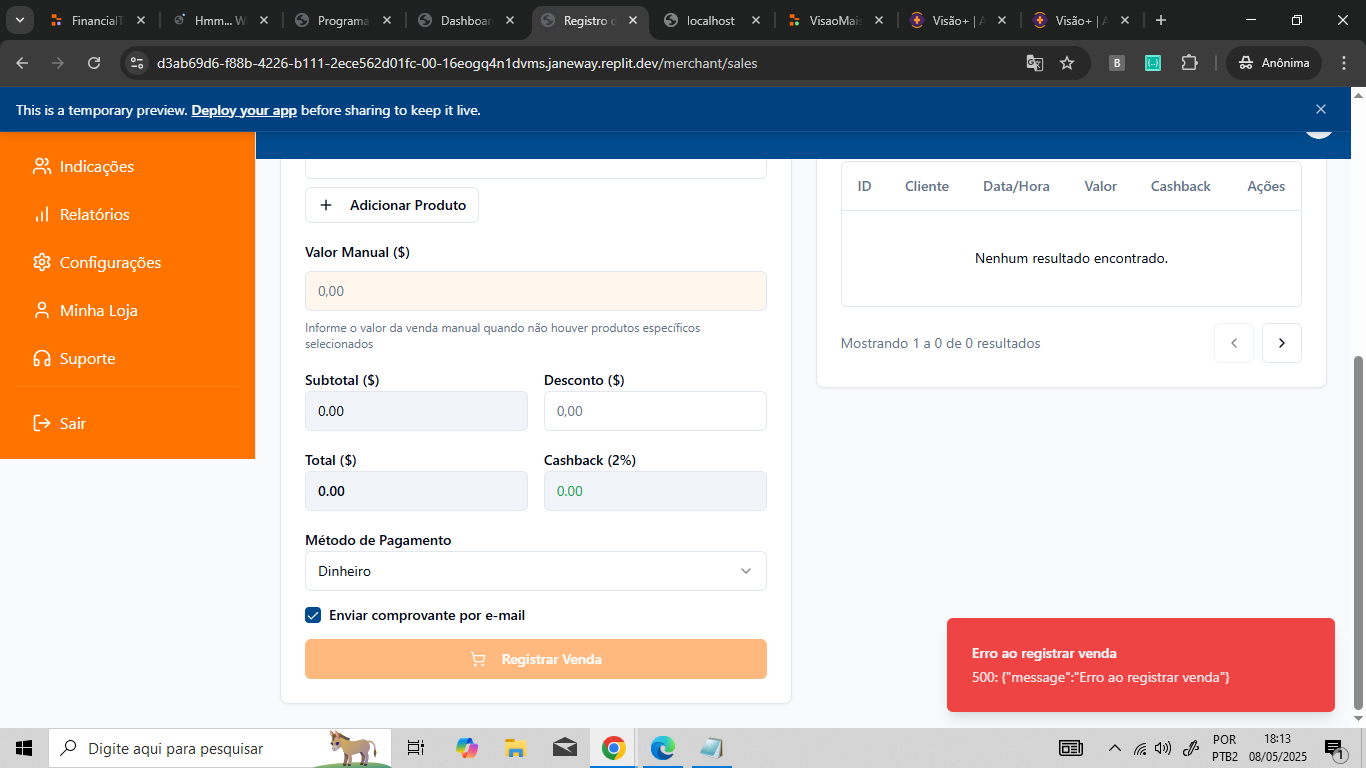 FinancialT
Hmm... W
Programa
Dashboar
Registro d
localhost
VisaoMais
Visão+ | A
Visão+ | A
d3ab69d6-f88b-4226-b111-2ece562d01fc-00-16eogq4n1dvms.janeway.replit.dev/merchant/sales
B
Anônima
This is a temporary preview. Deploy your app before sharing to keep it live.
Indicações
Relatórios
Configurações
Minha Loja
Suporte
Sair
Adicionar Produto
Valor Manual ($)
0,00
Informe o valor da venda manual quando não houver produtos específicos
selecionados
Subtotal ($) Desconto ($)
0.00 0,00
Total ($) Cashback (2%)
0.00 0.00
Método de Pagamento
Dinheiro
Enviar comprovante por e-mail
Registrar Venda
ID Cliente Data/Hora Valor Cashback Ações
Nenhum resultado encontrado.
Mostrando 1 a 0 de 0 resultados
Erro ao registrar venda
500: {"message":"Erro ao registrar venda"}
Digite aqui para pesquisar
POR
PTB2
18:13
08/05/2025
1